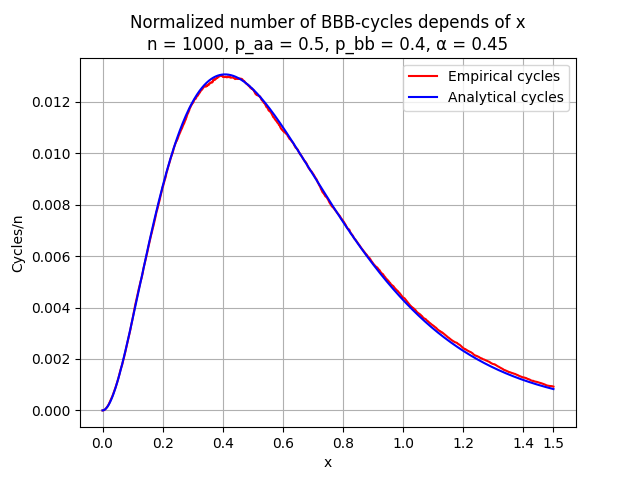 Normalized number of BBB-cycles depends of x
n = 1000, p_aa = 0.5, p_bb = 0.4, α = 0.45
Empirical cycles
Analytical cycles
Cycles/n
0.012
0.010
0.008
0.006
0.004
0.002
0.000
0.0 0.2 0.4 0.6 0.8 1.0 1.2 1.4 1.5
x